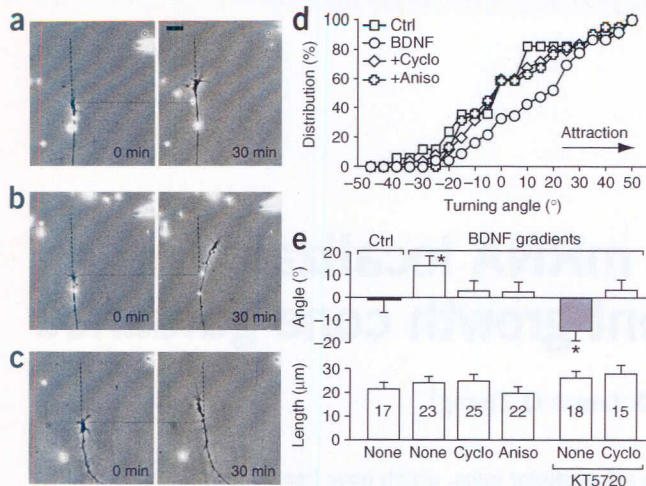 a
0 min
30 min
b
0 min
30 min
c
0 min
30 min
d
Ctrl
BDNF
+Cyclo
+Aniso
Distribution (%)
100
80
60
40
20
0
Attraction
−50 −40 −30 −20 −10 0 10 20 30 40 50
Turning angle (°)
e
Ctrl BDNF gradients
Angle (°)
20
10
0
−10
−20
*
*
Length (μm)
30
20
10
0
17 23 25 22 18 15
None None Cyclo Aniso None Cyclo
KT5720